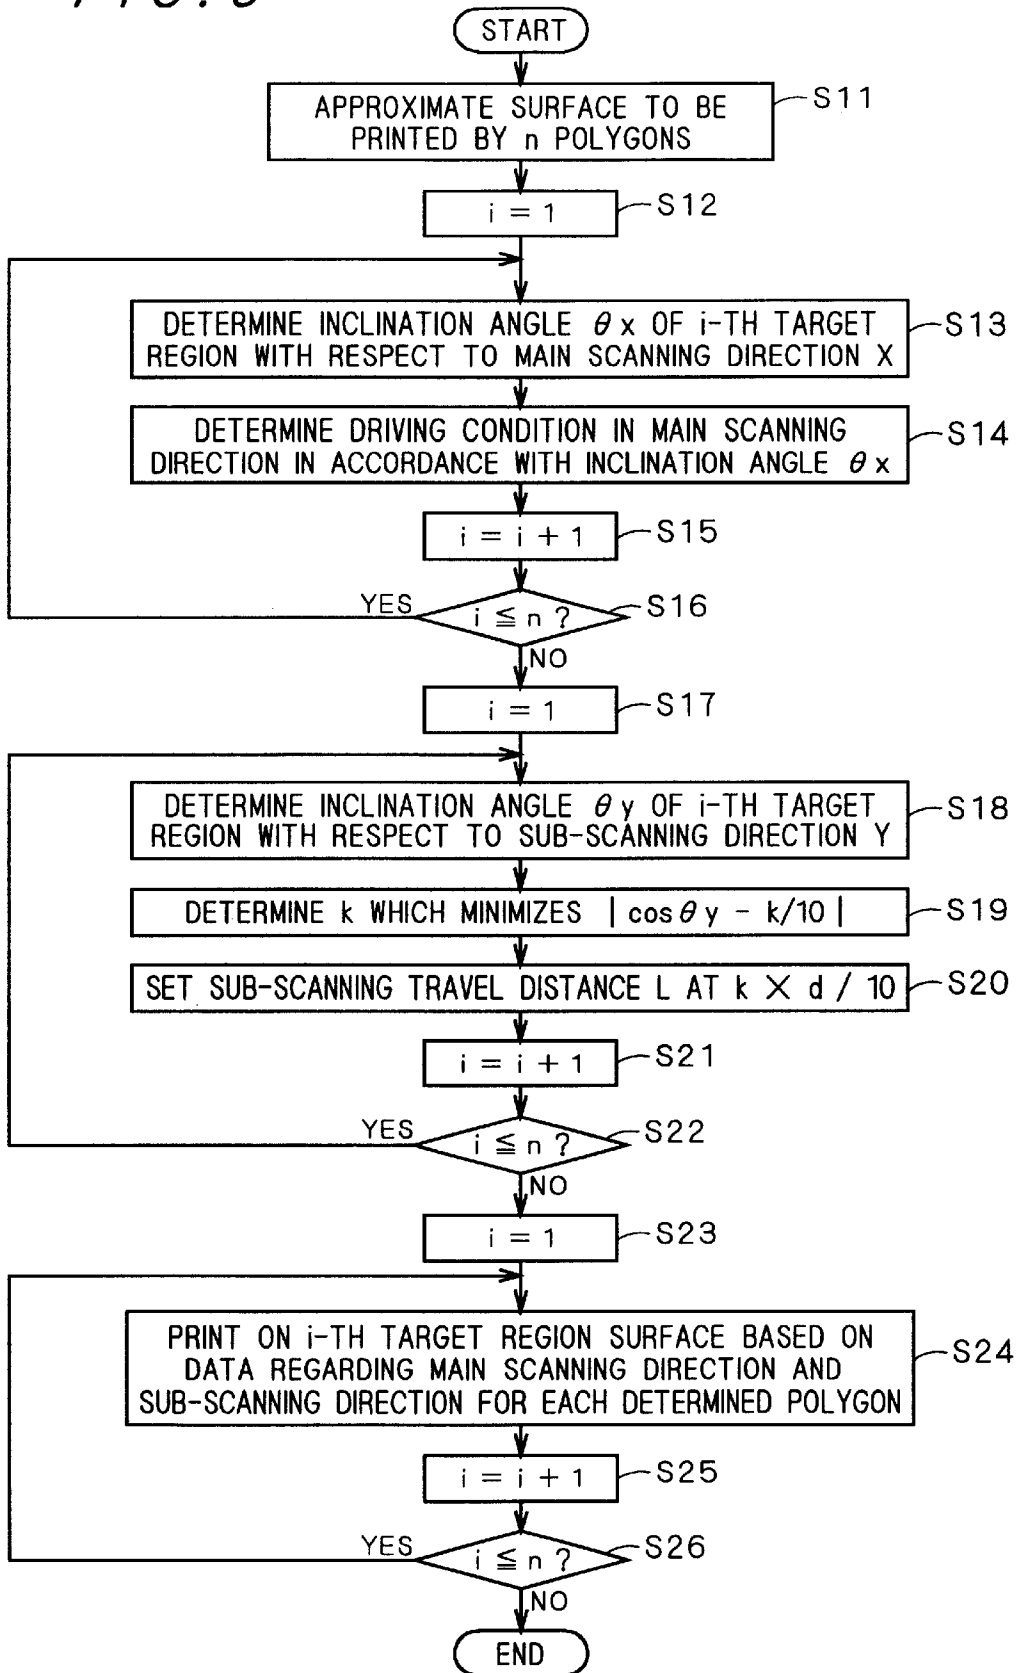 START
APPROXIMATE SURFACE TO BE
PRINTED BY n POLYGONS
S11
i = 1
S12
DETERMINE INCLINATION ANGLE θx OF i-TH TARGET
REGION WITH RESPECT TO MAIN SCANNING DIRECTION X
S13
DETERMINE DRIVING CONDITION IN MAIN SCANNING
DIRECTION IN ACCORDANCE WITH INCLINATION ANGLE θx
S14
i = i + 1
S15
YES
i ≦ n ?
S16
NO
i = 1
S17
DETERMINE INCLINATION ANGLE θy OF i-TH TARGET
REGION WITH RESPECT TO SUB-SCANNING DIRECTION Y
S18
DETERMINE k WHICH MINIMIZES | cosθy - k/10 |
S19
SET SUB-SCANNING TRAVEL DISTANCE L AT k × d / 10
S20
i = i + 1
S21
YES
i ≦ n ?
S22
NO
i = 1
S23
PRINT ON i-TH TARGET REGION SURFACE BASED ON
DATA REGARDING MAIN SCANNING DIRECTION AND
SUB-SCANNING DIRECTION FOR EACH DETERMINED POLYGON
S24
i = i + 1
S25
YES
i ≦ n ?
S26
NO
END